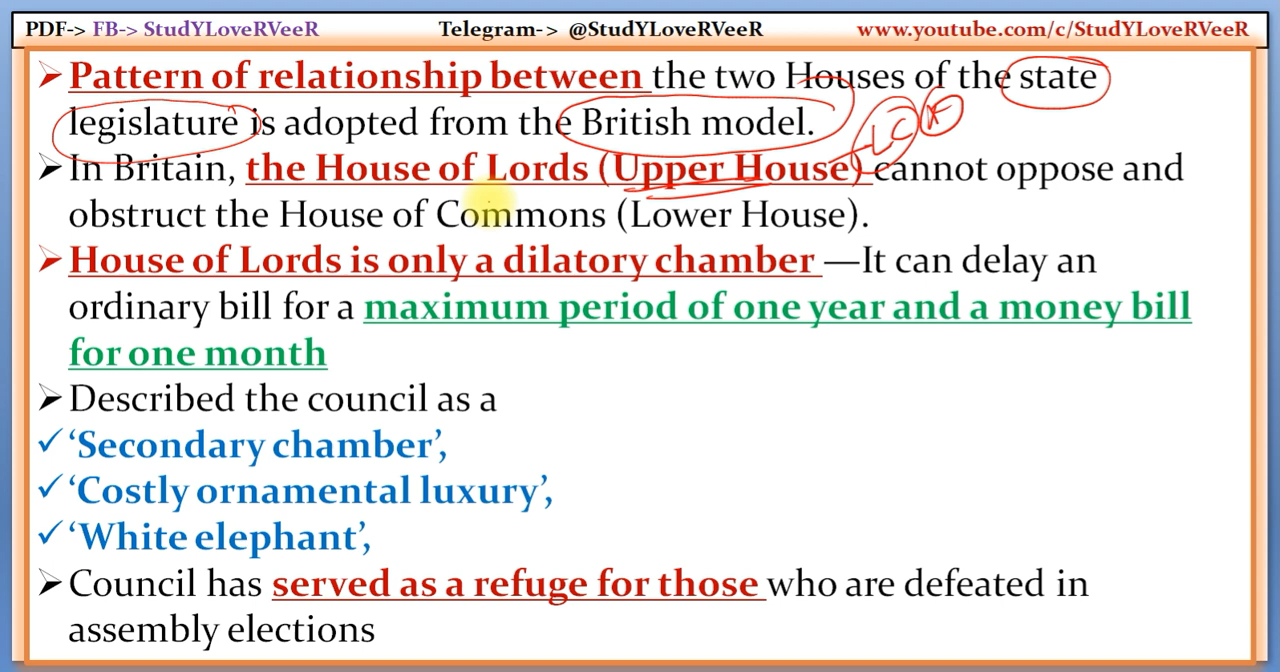 PDF-> FB-> StudYLoveRVeeR Telegram-> @StudYLoveRVeeR www.youtube.com/c/StudYLoveRVeeR
➤Pattern of relationship between the two Houses of the state
legislature is adopted from the British model.
➤In Britain, the House of Lords (Upper House) cannot oppose and
obstruct the House of Commons (Lower House).
➤House of Lords is only a dilatory chamber —It can delay an
ordinary bill for a maximum period of one year and a money bill
for one month
➤Described the council as a
✓‘Secondary chamber’,
✓‘Costly ornamental luxury’,
✓‘White elephant’,
➤Council has served as a refuge for those who are defeated in
assembly elections
LC